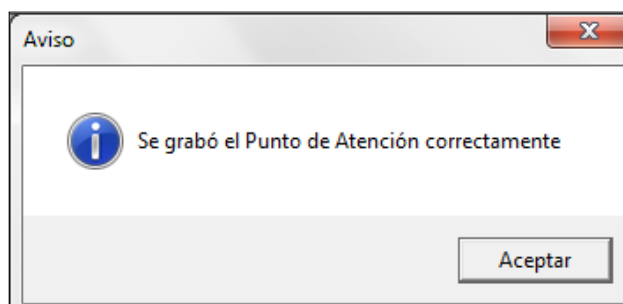 Aviso
Se grabó el Punto de Atención correctamente
Aceptar